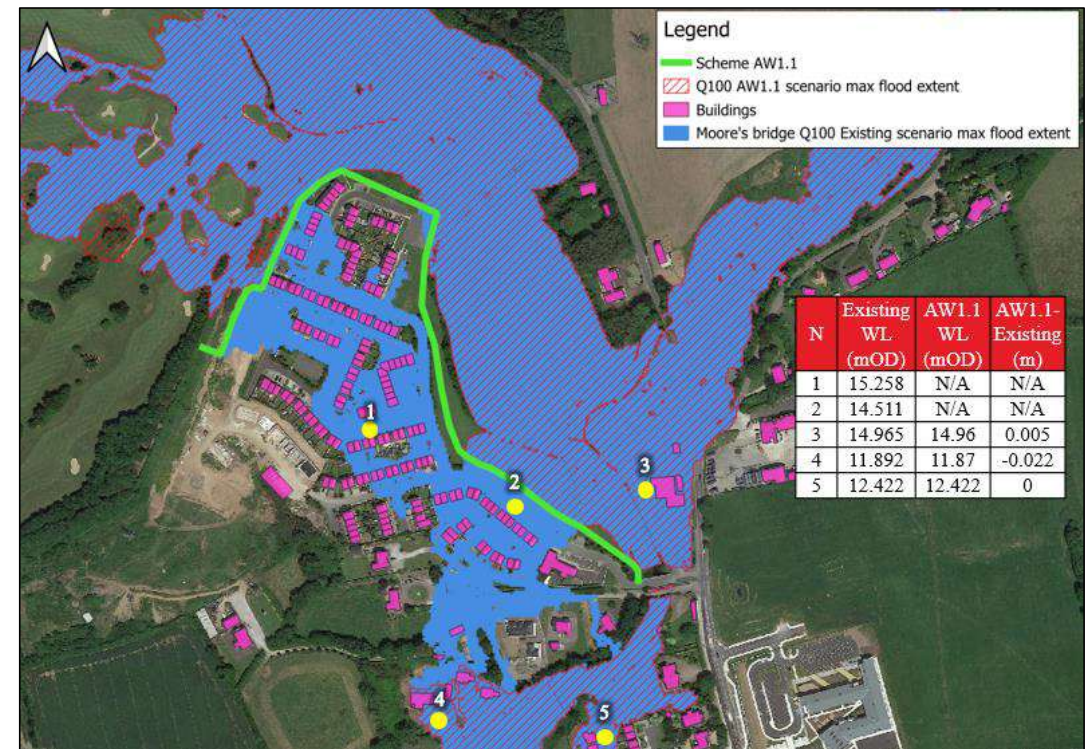 Legend
Scheme AW1.1
Q100 AW1.1 scenario max flood extent
Buildings
Moore's bridge Q100 Existing scenario max flood extent
N Existing WL (mOD) AW1.1 WL (mOD) AW1.1-Existing (m)
1 15.258 N/A N/A
2 14.511 N/A N/A
3 14.965 14.96 0.005
4 11.892 11.87 -0.022
5 12.422 12.422 0
1
2
3
4
5